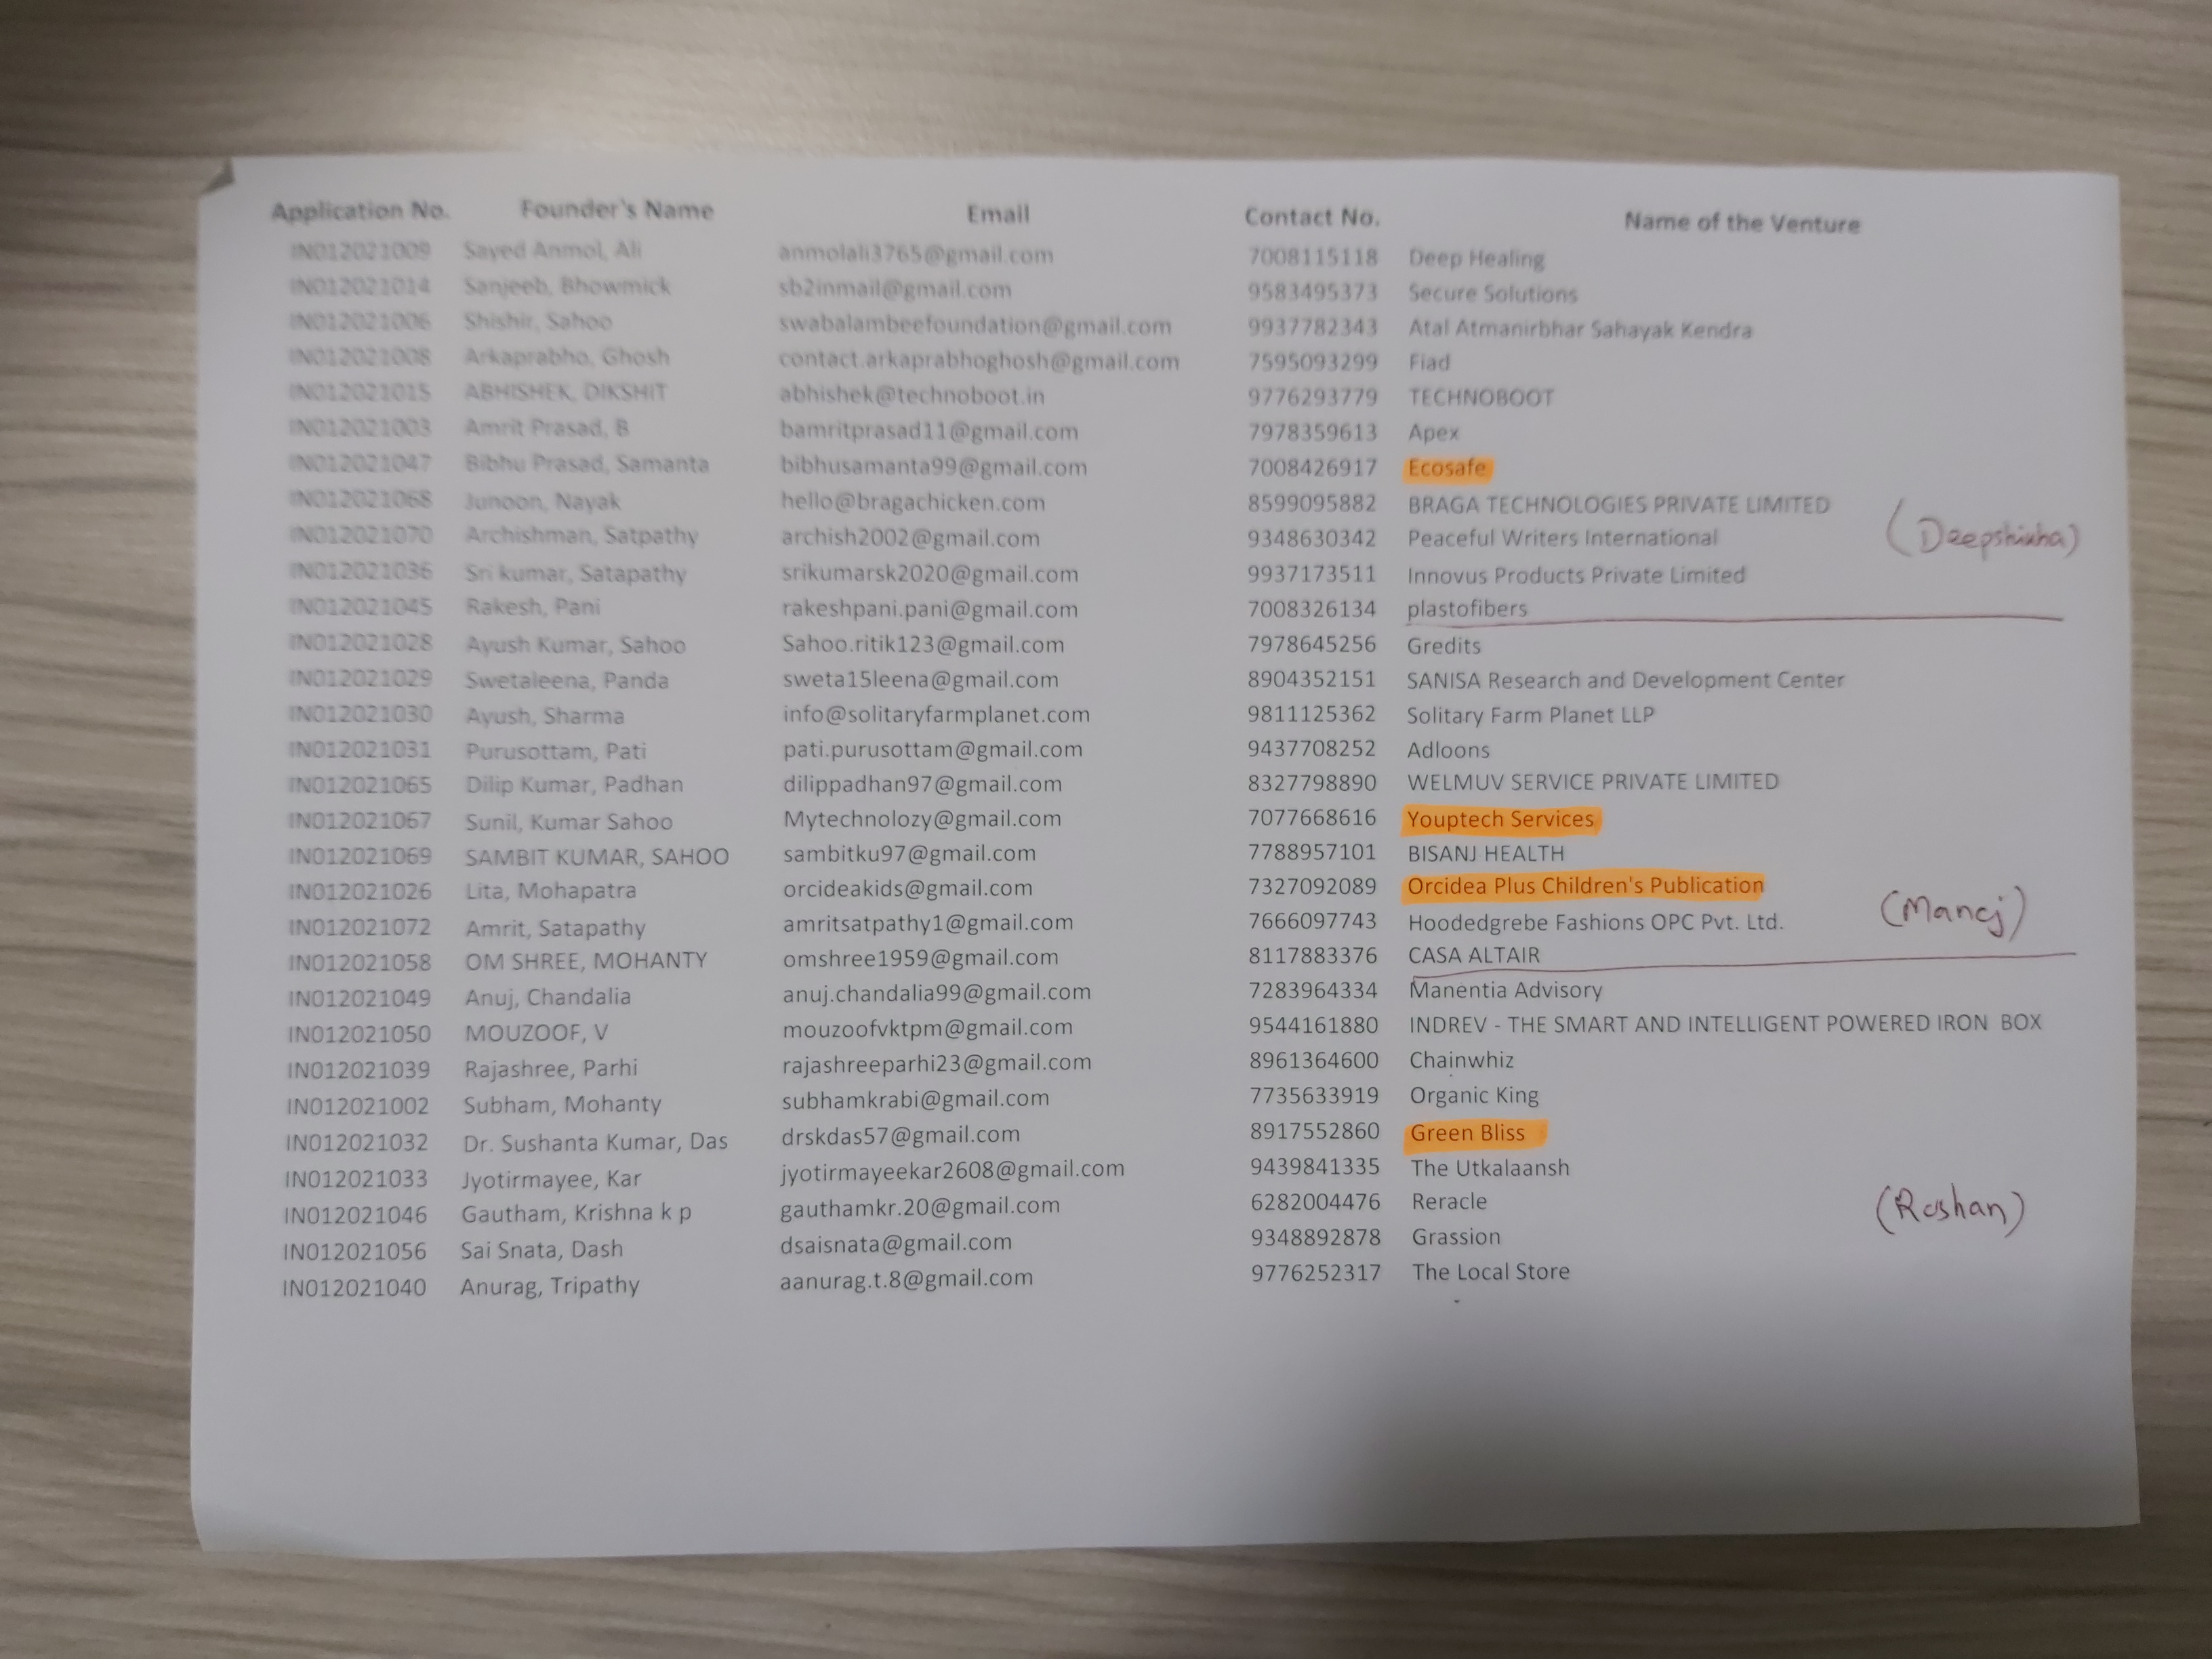 Application No. Founder's Name Email Contact No. Name of the Venture
IN012021009 Sayed Anmol, Ali anmolali3765@gmail.com 7008115118 Deep Healing
IN012021014 Sanjeeb, Bhowmick sb2inmail@gmail.com 9583495373 Secure Solutions
IN012021006 Shishir, Sahoo swabalambeefoundation@gmail.com 9937782343 Atal Atmanirbhar Sahayak Kendra
IN012021008 Arkaprabho, Ghosh contact.arkaprabhoghosh@gmail.com 7595093299 Fiad
IN012021015 ABHISHEK, DIKSHIT abhishek@technoboot.in 9776293779 TECHNOBOOT
IN012021003 Amrit Prasad, B bamritprasad11@gmail.com 7978359613 Apex
IN012021047 Bibhu Prasad, Samanta bibhusamanta99@gmail.com 7008426917 Ecosafe
IN012021068 Junoon, Nayak hello@bragachicken.com 8599095882 BRAGA TECHNOLOGIES PRIVATE LIMITED
IN012021070 Archishman, Satpathy archish2002@gmail.com 9348630342 Peaceful Writers International (Deepshikha)
IN012021036 Sri kumar, Satapathy srikumarsk2020@gmail.com 9937173511 Innovus Products Private Limited
IN012021045 Rakesh, Pani rakeshpani.pani@gmail.com 7008326134 plastofibers
IN012021028 Ayush Kumar, Sahoo Sahoo.ritik123@gmail.com 7978645256 Gredits
IN012021029 Swetaleena, Panda sweta15leena@gmail.com 8904352151 SANISA Research and Development Center
IN012021030 Ayush, Sharma info@solitaryfarmplanet.com 9811125362 Solitary Farm Planet LLP
IN012021031 Purusottam, Pati pati.purusottam@gmail.com 9437708252 Adloons
IN012021065 Dilip Kumar, Padhan dilippadhan97@gmail.com 8327798890 WELMUV SERVICE PRIVATE LIMITED
IN012021067 Sunil, Kumar Sahoo Mytechnolozy@gmail.com 7077668616 Youptech Services
IN012021069 SAMBIT KUMAR, SAHOO sambitku97@gmail.com 7788957101 BISANJ HEALTH
IN012021026 Lita, Mohapatra orcideakids@gmail.com 7327092089 Orcidea Plus Children's Publication
IN012021072 Amrit, Satapathy amritsatpathy1@gmail.com 7666097743 Hoodedgrebe Fashions OPC Pvt. Ltd. (Manoj)
IN012021058 OM SHREE, MOHANTY omshree1959@gmail.com 8117883376 CASA ALTAIR
IN012021049 Anuj, Chandalia anuj.chandalia99@gmail.com 7283964334 Manentia Advisory
IN012021050 MOUZOOF, V mouzoofvktpm@gmail.com 9544161880 INDREV - THE SMART AND INTELLIGENT POWERED IRON BOX
IN012021039 Rajashree, Parhi rajashreeparhi23@gmail.com 8961364600 Chainwhiz
IN012021002 Subham, Mohanty subhamkrabi@gmail.com 7735633919 Organic King
IN012021032 Dr. Sushanta Kumar, Das drskdas57@gmail.com 8917552860 Green Bliss
IN012021033 Jyotirmayee, Kar jyotirmayeekar2608@gmail.com 9439841335 The Utkalaansh
IN012021046 Gautham, Krishna k p gauthamkr.20@gmail.com 6282004476 Reracle (Roshan)
IN012021056 Sai Snata, Dash dsaisnata@gmail.com 9348892878 Grassion
IN012021040 Anurag, Tripathy aanurag.t.8@gmail.com 9776252317 The Local Store